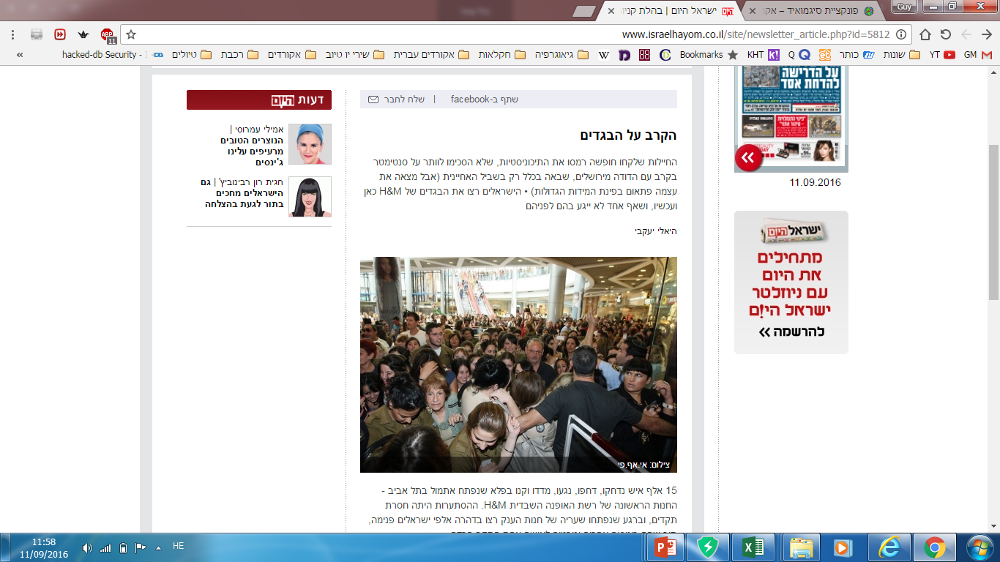 Guy
ישראל היום | בהלת קניו
פונקציית סיגמואיד – אקו
www.israelhayom.co.il/site/newsletter_article.php?id=5812
ABP
11
GM
YT
שונות
כותר
Q
KHT
Bookmarks
גיאוגרפיה
חקלאות
אקורדים עברית
שירי יו טיוב
אקורדים
רכבת
טיולים
hacked-db Security - 1
על הדרישה
להדחת אסד
11.09.2016
ישראל היום
מתחילים
את היום
עם ניוזלטר
ישראל הי!ם
להרשמה
שתף ב-facebook | שלח לחבר
הקרב על הבגדים
החיילות שלקחו חופשה רמסו את התיכוניסטיות, שלא הסכימו לוותר על סנטימטר
בקרב עם הדודה מירושלים, שבאה בכלל רק בשביל האחיינית (אבל מצאה את
עצמה פתאום בפינת המידות הגדולות) • הישראלים רצו את הבגדים של H&M כאן
ועכשיו, ושאף אחד לא ייגע בהם לפניהם
היאלי יעקבי
צילום: אי.אף.פי
15 אלף איש נדחקו, דחפו, נגעו, מדדו וקנו בפלא שנפתח אתמול בתל אביב -
החנות הראשונה של רשת האופנה השבדית H&M. ההסתערות היתה חסרת
תקדים, וברגע שנפתחו שעריה של חנות הענק רצו בדהרה אלפי ישראלים פנימה,
דעות היום
אמילי עמרוסי |
הנוצרים הטובים
מרעיפים עלינו
ג'ינסים
חגית רון רבינוביץ' | גם
הישראלים מחכים
בתור לגעת בהצלחה
HE
11:58
11/09/2016